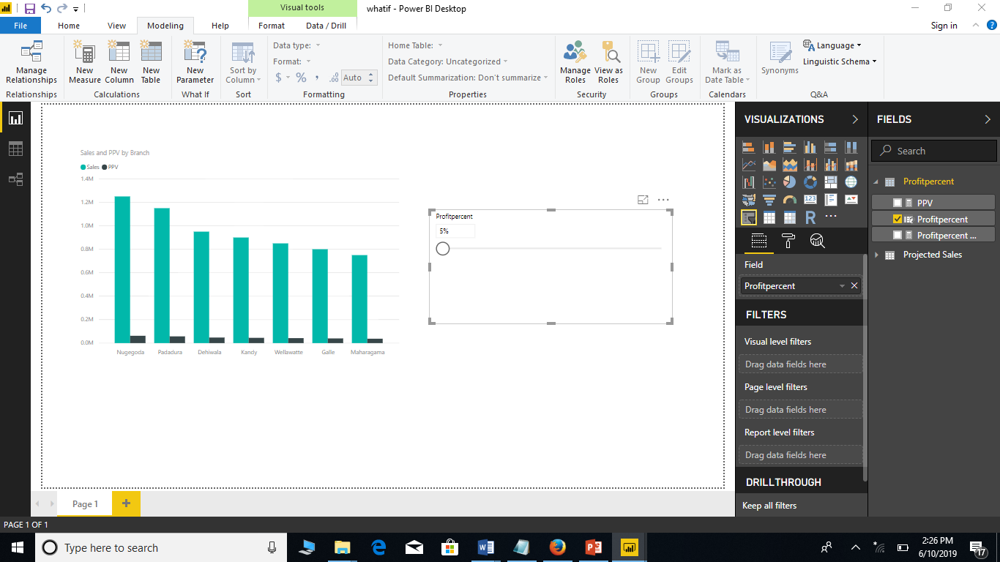 Visual tools
whatif - Power BI Desktop
File Home View Modeling Help Format Data / Drill Sign in
Manage Relationships
New Measure
New Column
New Table
New Parameter
Sort by Column
Data type:
Format:
$ % , .00 Auto
Home Table:
Data Category: Uncategorized
Default Summarization: Don't summarize
Manage Roles
View as Roles
New Group
Edit Groups
Mark as Date Table
Synonyms
Language
Linguistic Schema
Relationships Calculations What If Sort Formatting Properties Security Groups Calendars Q&A
Sales and PPV by Branch
Sales PPV
1.4M
1.2M
1.0M
0.8M
0.6M
0.4M
0.2M
0.0M
Nugegoda Padadura Dehiwala Kandy Wellawatte Galle Maharagama
Profitpercent
5%
VISUALIZATIONS
123
R
Field
Profitpercent
FILTERS
Visual level filters
Drag data fields here
Page level filters
Drag data fields here
Report level filters
Drag data fields here
DRILLTHROUGH
Keep all filters
FIELDS
Search
Profitpercent
PPV
Profitpercent
Profitpercent ...
Projected Sales
Page 1
PAGE 1 OF 1
Type here to search
2:26 PM
6/10/2019
17